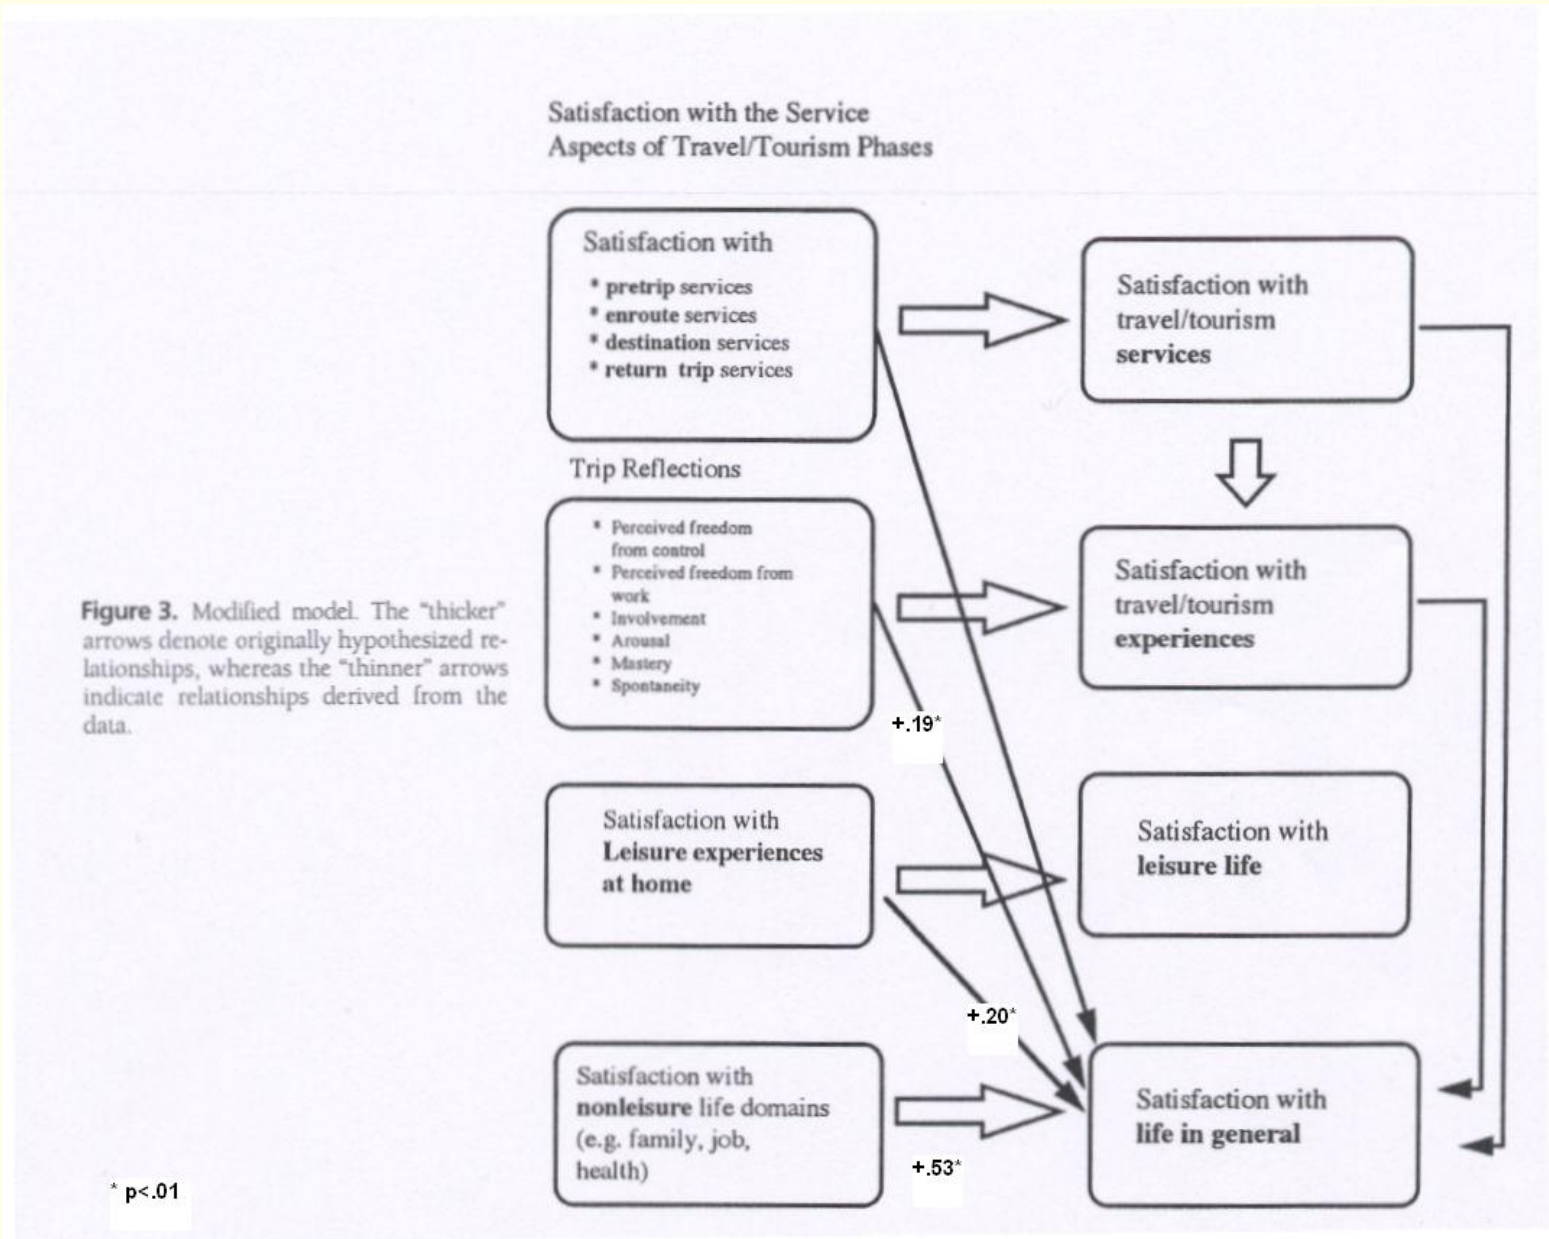 Satisfaction with the Service
Aspects of Travel/Tourism Phases
Satisfaction with
* pretrip services
* enroute services
* destination services
* return trip services
Satisfaction with
travel/tourism
services
Trip Reflections
* Perceived freedom
from control
* Perceived freedom from
work
* Involvement
* Arousal
* Mastery
* Spontaneity
Satisfaction with
travel/tourism
experiences
Figure 3. Modified model. The “thicker”
arrows denote originally hypothesized re-
lationships, whereas the “thinner” arrows
indicate relationships derived from the
data.
+.19*
Satisfaction with
Leisure experiences
at home
Satisfaction with
leisure life
+.20*
Satisfaction with
nonleisure life domains
(e.g. family, job,
health)
+.53*
Satisfaction with
life in general
* p<.01